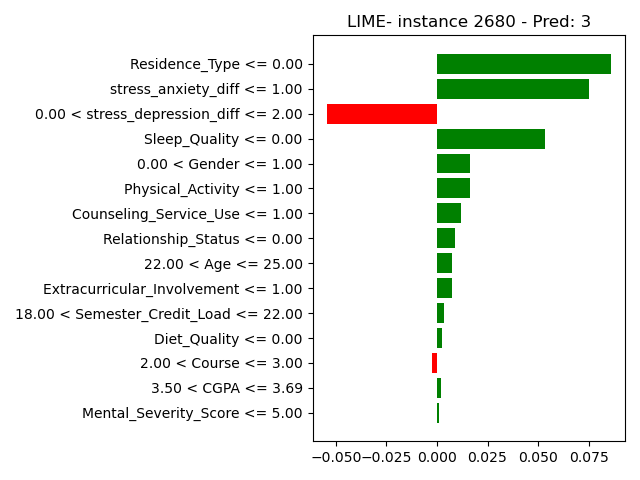 LIME- instance 2680 - Pred: 3
Residence_Type <= 0.00
stress_anxiety_diff <= 1.00
0.00 < stress_depression_diff <= 2.00
Sleep_Quality <= 0.00
0.00 < Gender <= 1.00
Physical_Activity <= 1.00
Counseling_Service_Use <= 1.00
Relationship_Status <= 0.00
22.00 < Age <= 25.00
Extracurricular_Involvement <= 1.00
18.00 < Semester_Credit_Load <= 22.00
Diet_Quality <= 0.00
2.00 < Course <= 3.00
3.50 < CGPA <= 3.69
Mental_Severity_Score <= 5.00
−0.050 −0.025 0.000 0.025 0.050 0.075